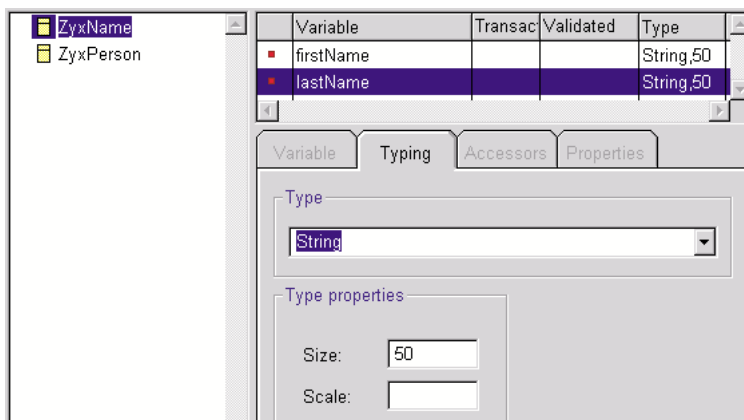 ZyxName
ZyxPerson
Variable Transac Validated Type
firstName String,50
lastName String,50
Variable Typing Accessors Properties
Type
String
Type properties
Size: 50
Scale: